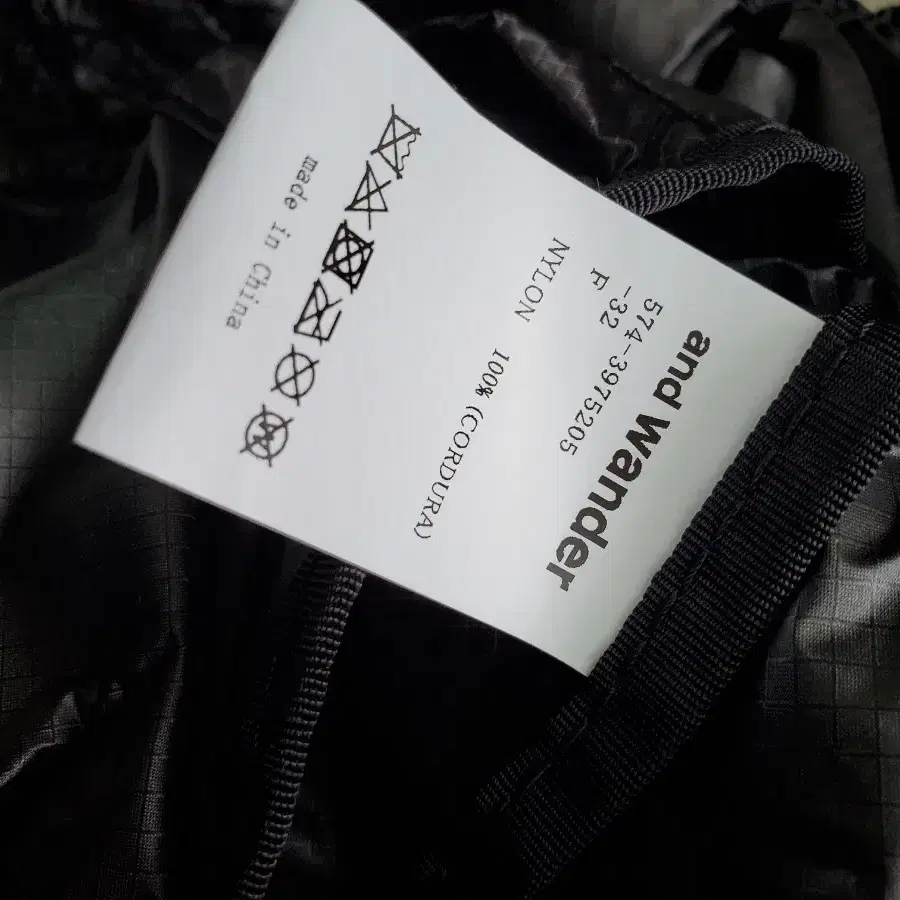 and wander
574-3975205
-32
F
NYLON 100% (CORDURA)
made in China